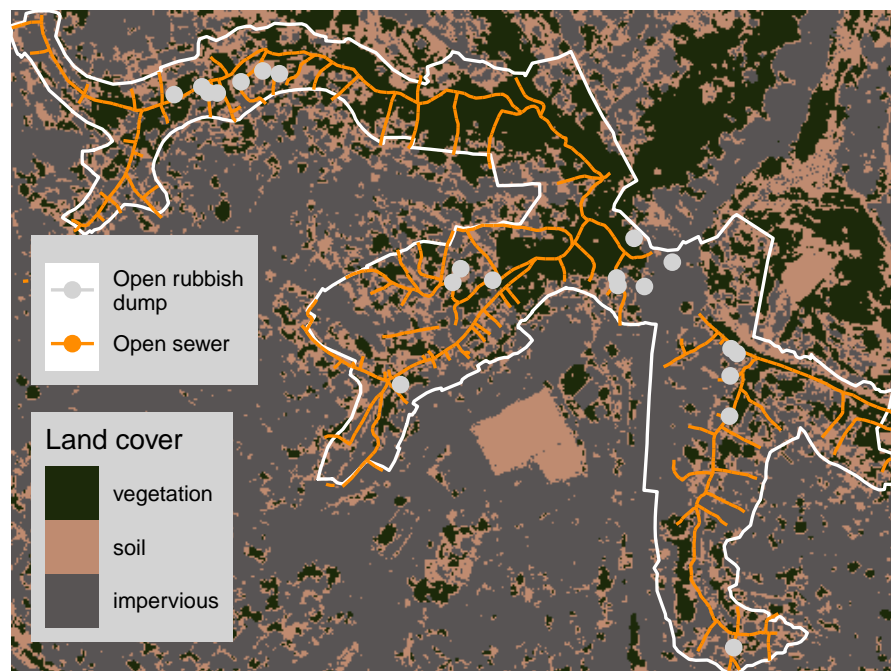 Open rubbish
dump
Open sewer
Land cover
vegetation
soil
impervious